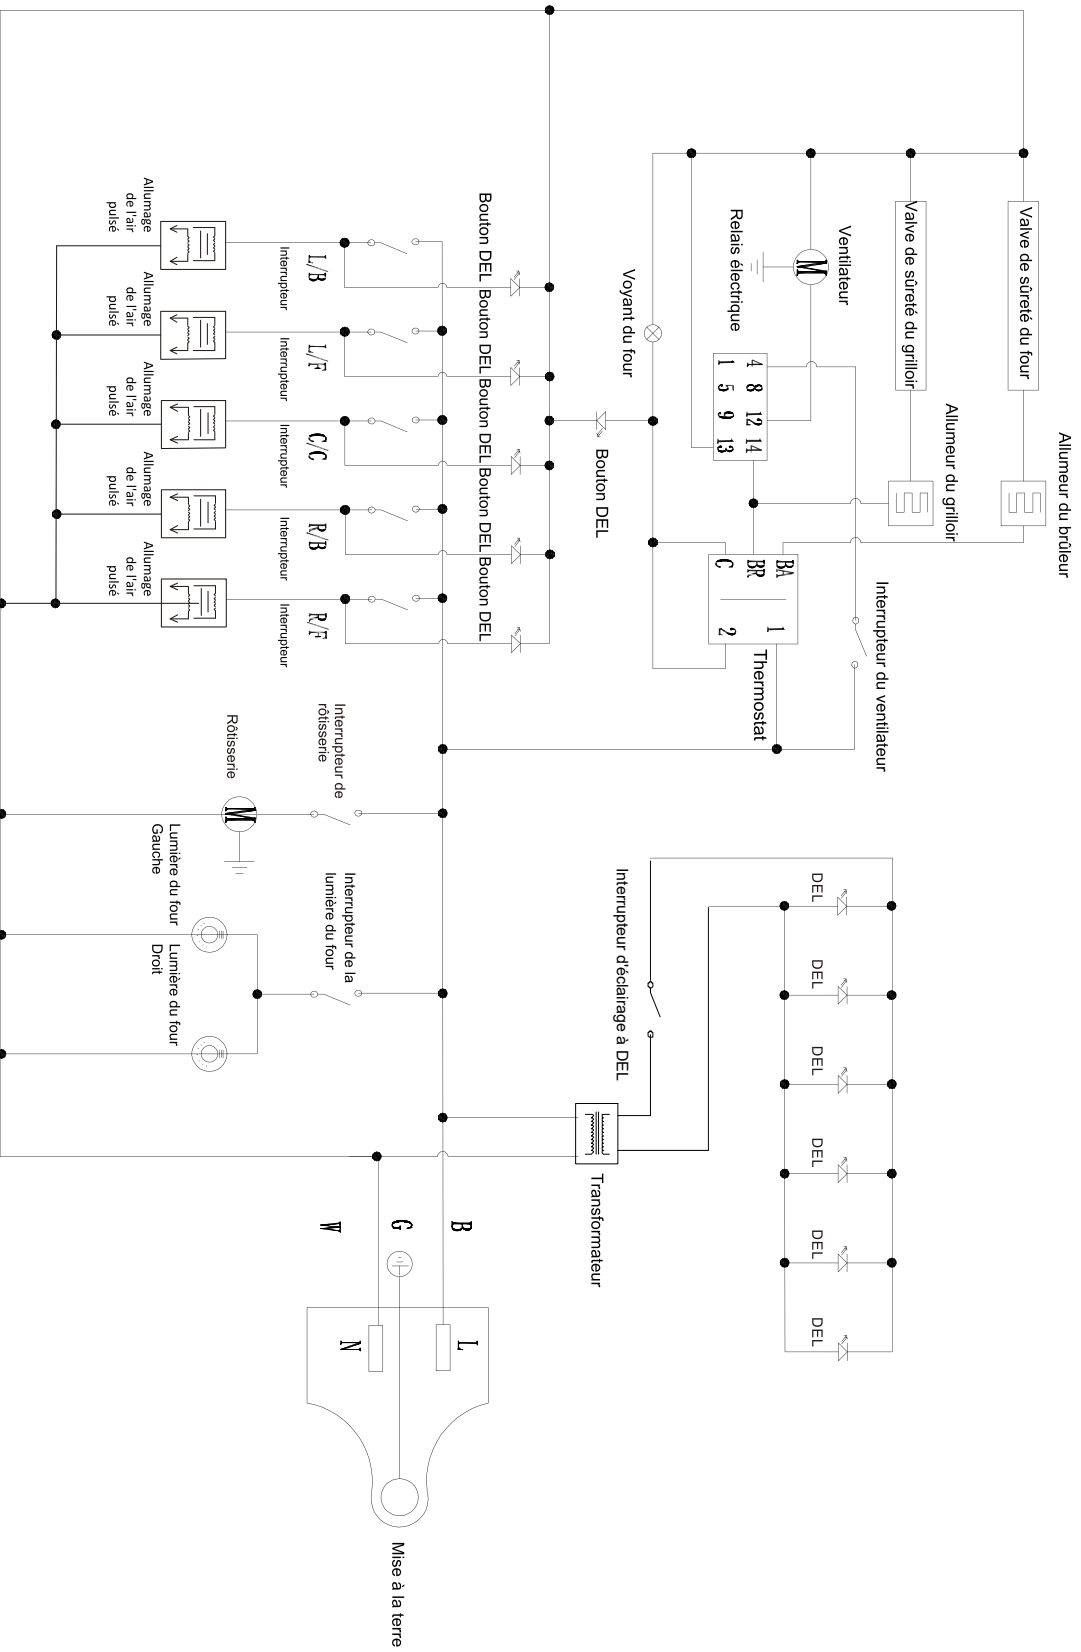 Allumeur du brûleur
Valve de sûreté du four
Allumeur du grilloir
Valve de sûreté du grilloir
Interrupteur du ventilateur
Ventilateur
M
Relais électrique
4 8 12 14
1 5 9 13
BA
BR
C
1
2
Thermostat
Voyant du four
Bouton DEL
Bouton DEL
Bouton DEL
Bouton DEL
Bouton DEL
Bouton DEL
L/B
Interrupteur
L/F
Interrupteur
C/C
Interrupteur
R/B
Interrupteur
R/F
Interrupteur
Allumage
de l'air
pulsé
Allumage
de l'air
pulsé
Allumage
de l'air
pulsé
Allumage
de l'air
pulsé
Allumage
de l'air
pulsé
DEL
DEL
DEL
DEL
DEL
DEL
Interrupteur d'éclairage à DEL
Transformateur
Interrupteur de
rôtisserie
Rôtisserie
M
Interrupteur de la
lumière du four
Lumière du four
Gauche
Lumière du four
Droit
B
G
W
L
N
Mise à la terre